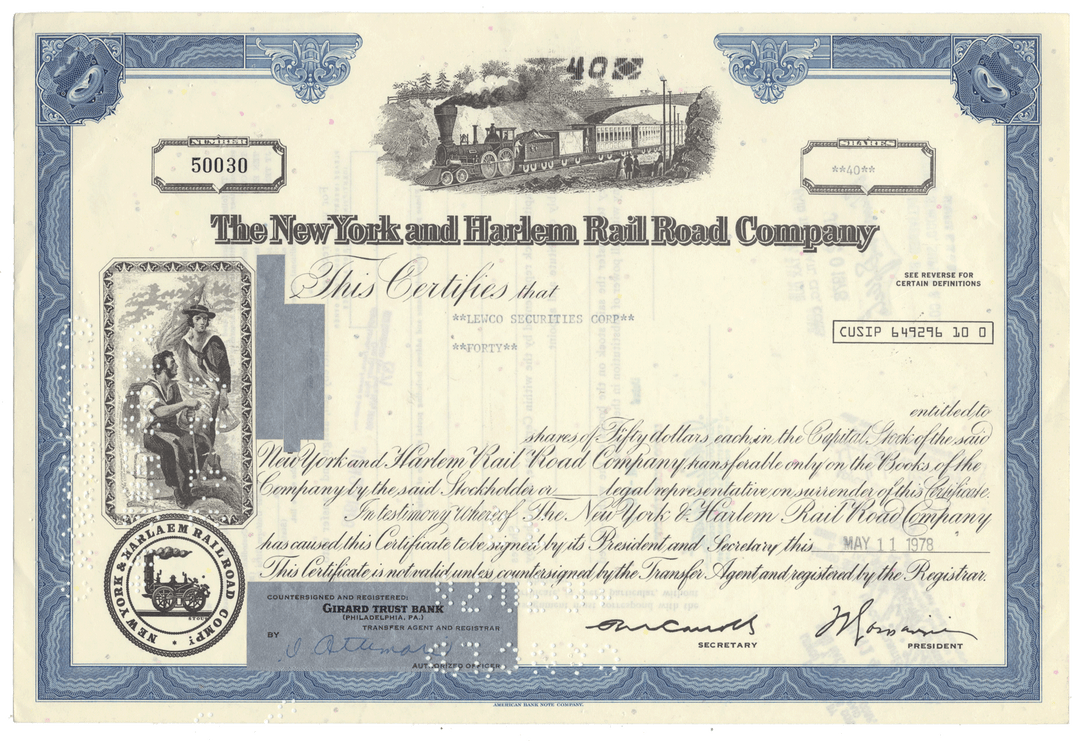 40
NUMBER
50030
SHARES
**40**
The New York and Harlem Rail Road Company
This Certifies that
SEE REVERSE FOR
CERTAIN DEFINITIONS
**LEWCO SECURITIES CORP**
CUSIP 649296 10 0
**FORTY**
entitled to
shares of Fifty dollars each, in the Capital Stock of the said
New York and Harlem Rail Road Company, transferable only on the Books of the
Company by the said Stockholder or ___ legal representative on surrender of this Certificate.
In testimony Whereof The New York & Harlem Rail Road Company
has caused this Certificate to be signed by its President and Secretary this MAY 11 1978
This Certificate is not valid unless countersigned by the Transfer Agent and registered by the Registrar.
NEW YORK & HARLAEM RAILROAD COMPY
COUNTERSIGNED AND REGISTERED:
GIRARD TRUST BANK
(PHILADELPHIA, PA.)
TRANSFER AGENT AND REGISTRAR
BY
AUTHORIZED OFFICER
SECRETARY
PRESIDENT
AMERICAN BANK NOTE COMPANY.